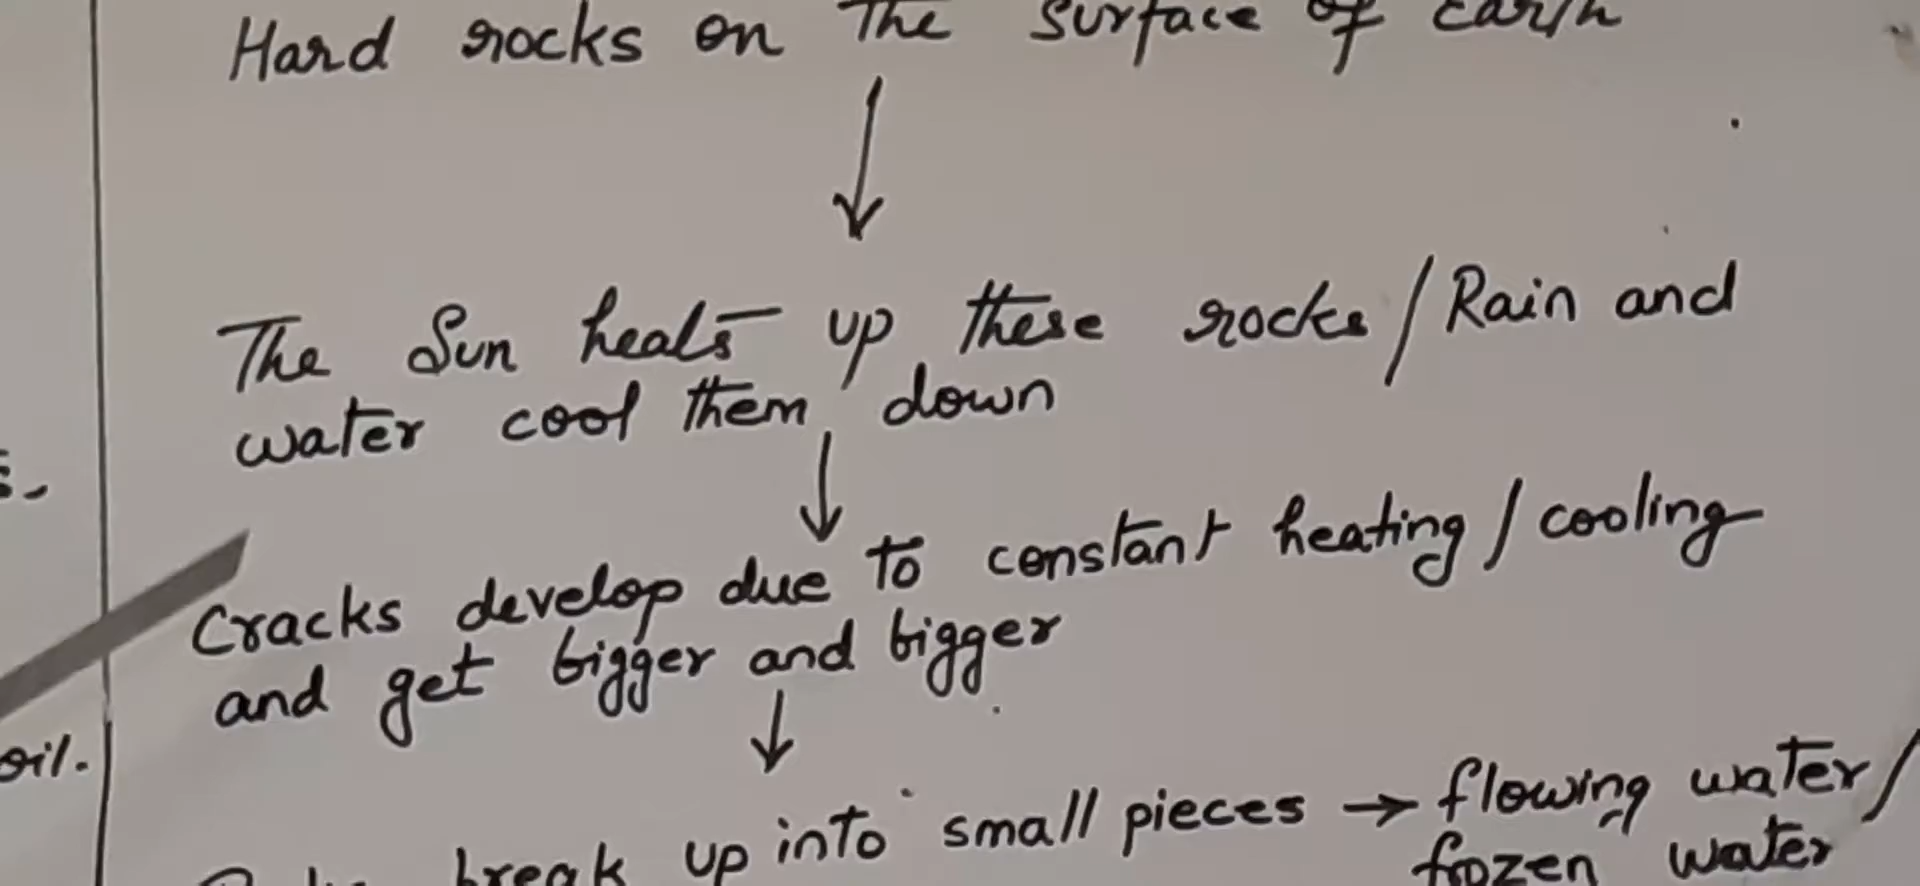 Hard rocks on the surface of earth
The Sun heats up these rocks / Rain and
water cool them down
Cracks develop due to constant heating / cooling
and get bigger and bigger
oil.
break up into small pieces → flowing water /
frozen water